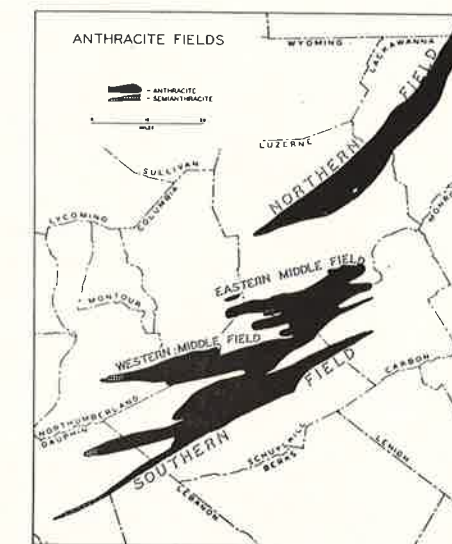 ANTHRACITE FIELDS
- ANTHRACITE
- SEMIANTHRACITE
MILES
WYOMING
LACKAWANNA
LUZERNE
NORTHERN FIELD
SULLIVAN
COLUMBIA
LYCOMING
MONTOUR
MONROE
EASTERN MIDDLE FIELD
WESTERN MIDDLE FIELD
CARBON
NORTHUMBERLAND
DAUPHIN
SOUTHERN FIELD
SCHUYLKILL
BERKS
LEHIGH
LEBANON